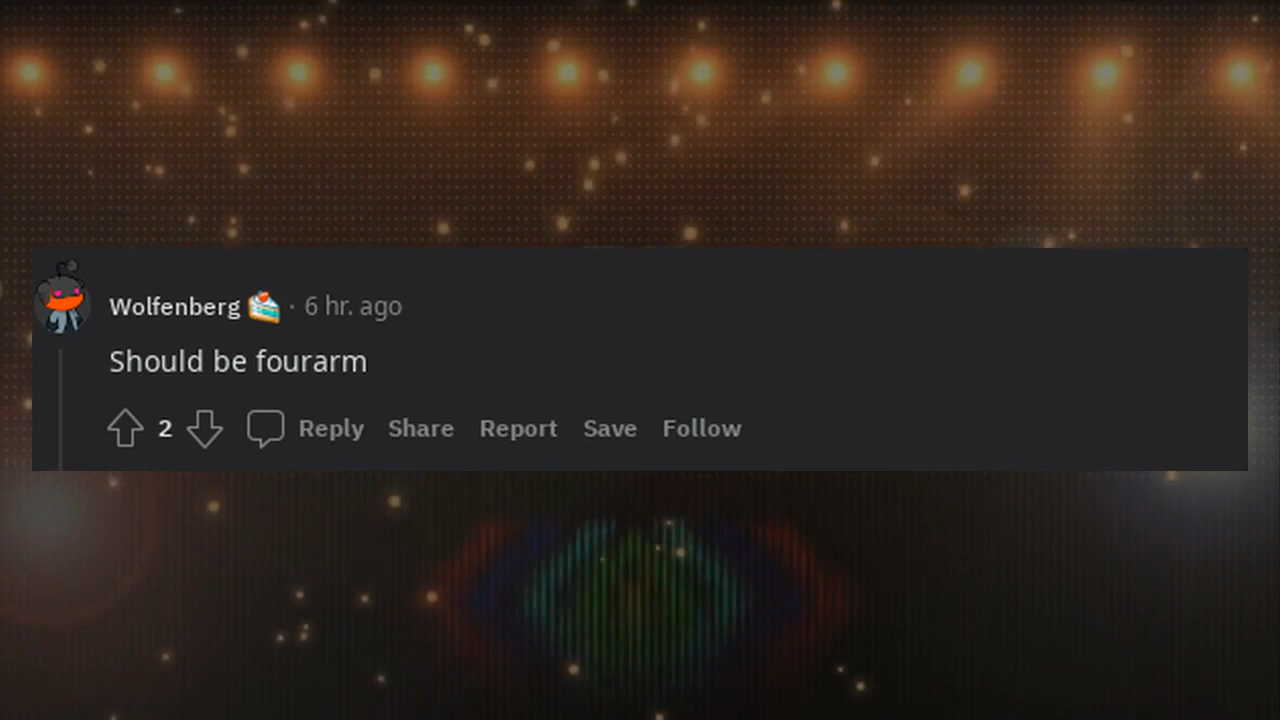 Wolfenberg 🍰 · 6 hr. ago
Should be fourarm
2 Reply Share Report Save Follow